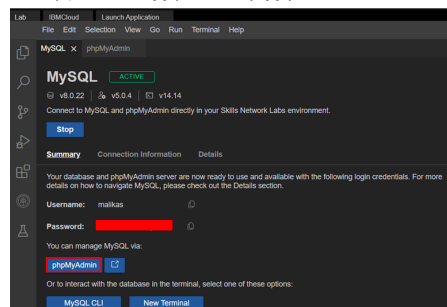 Lab IBMCloud Launch Application
File Edit Selection View Go Run Terminal Help
MySQL × phpMyAdmin
MySQL ACTIVE
v8.0.22 v5.0.4 v14.14
Connect to MySQL and phpMyAdmin directly in your Skills Network Labs environment.
Stop
Summary Connection Information Details
Your database and phpMyAdmin server are now ready to use and available with the following login credentials. For more
details on how to navigate MySQL, please check out the Details section.
Username: malikas
Password:
You can manage MySQL via:
phpMyAdmin
Or to interact with the database in the terminal, select one of these options:
MySQL CLI New Terminal